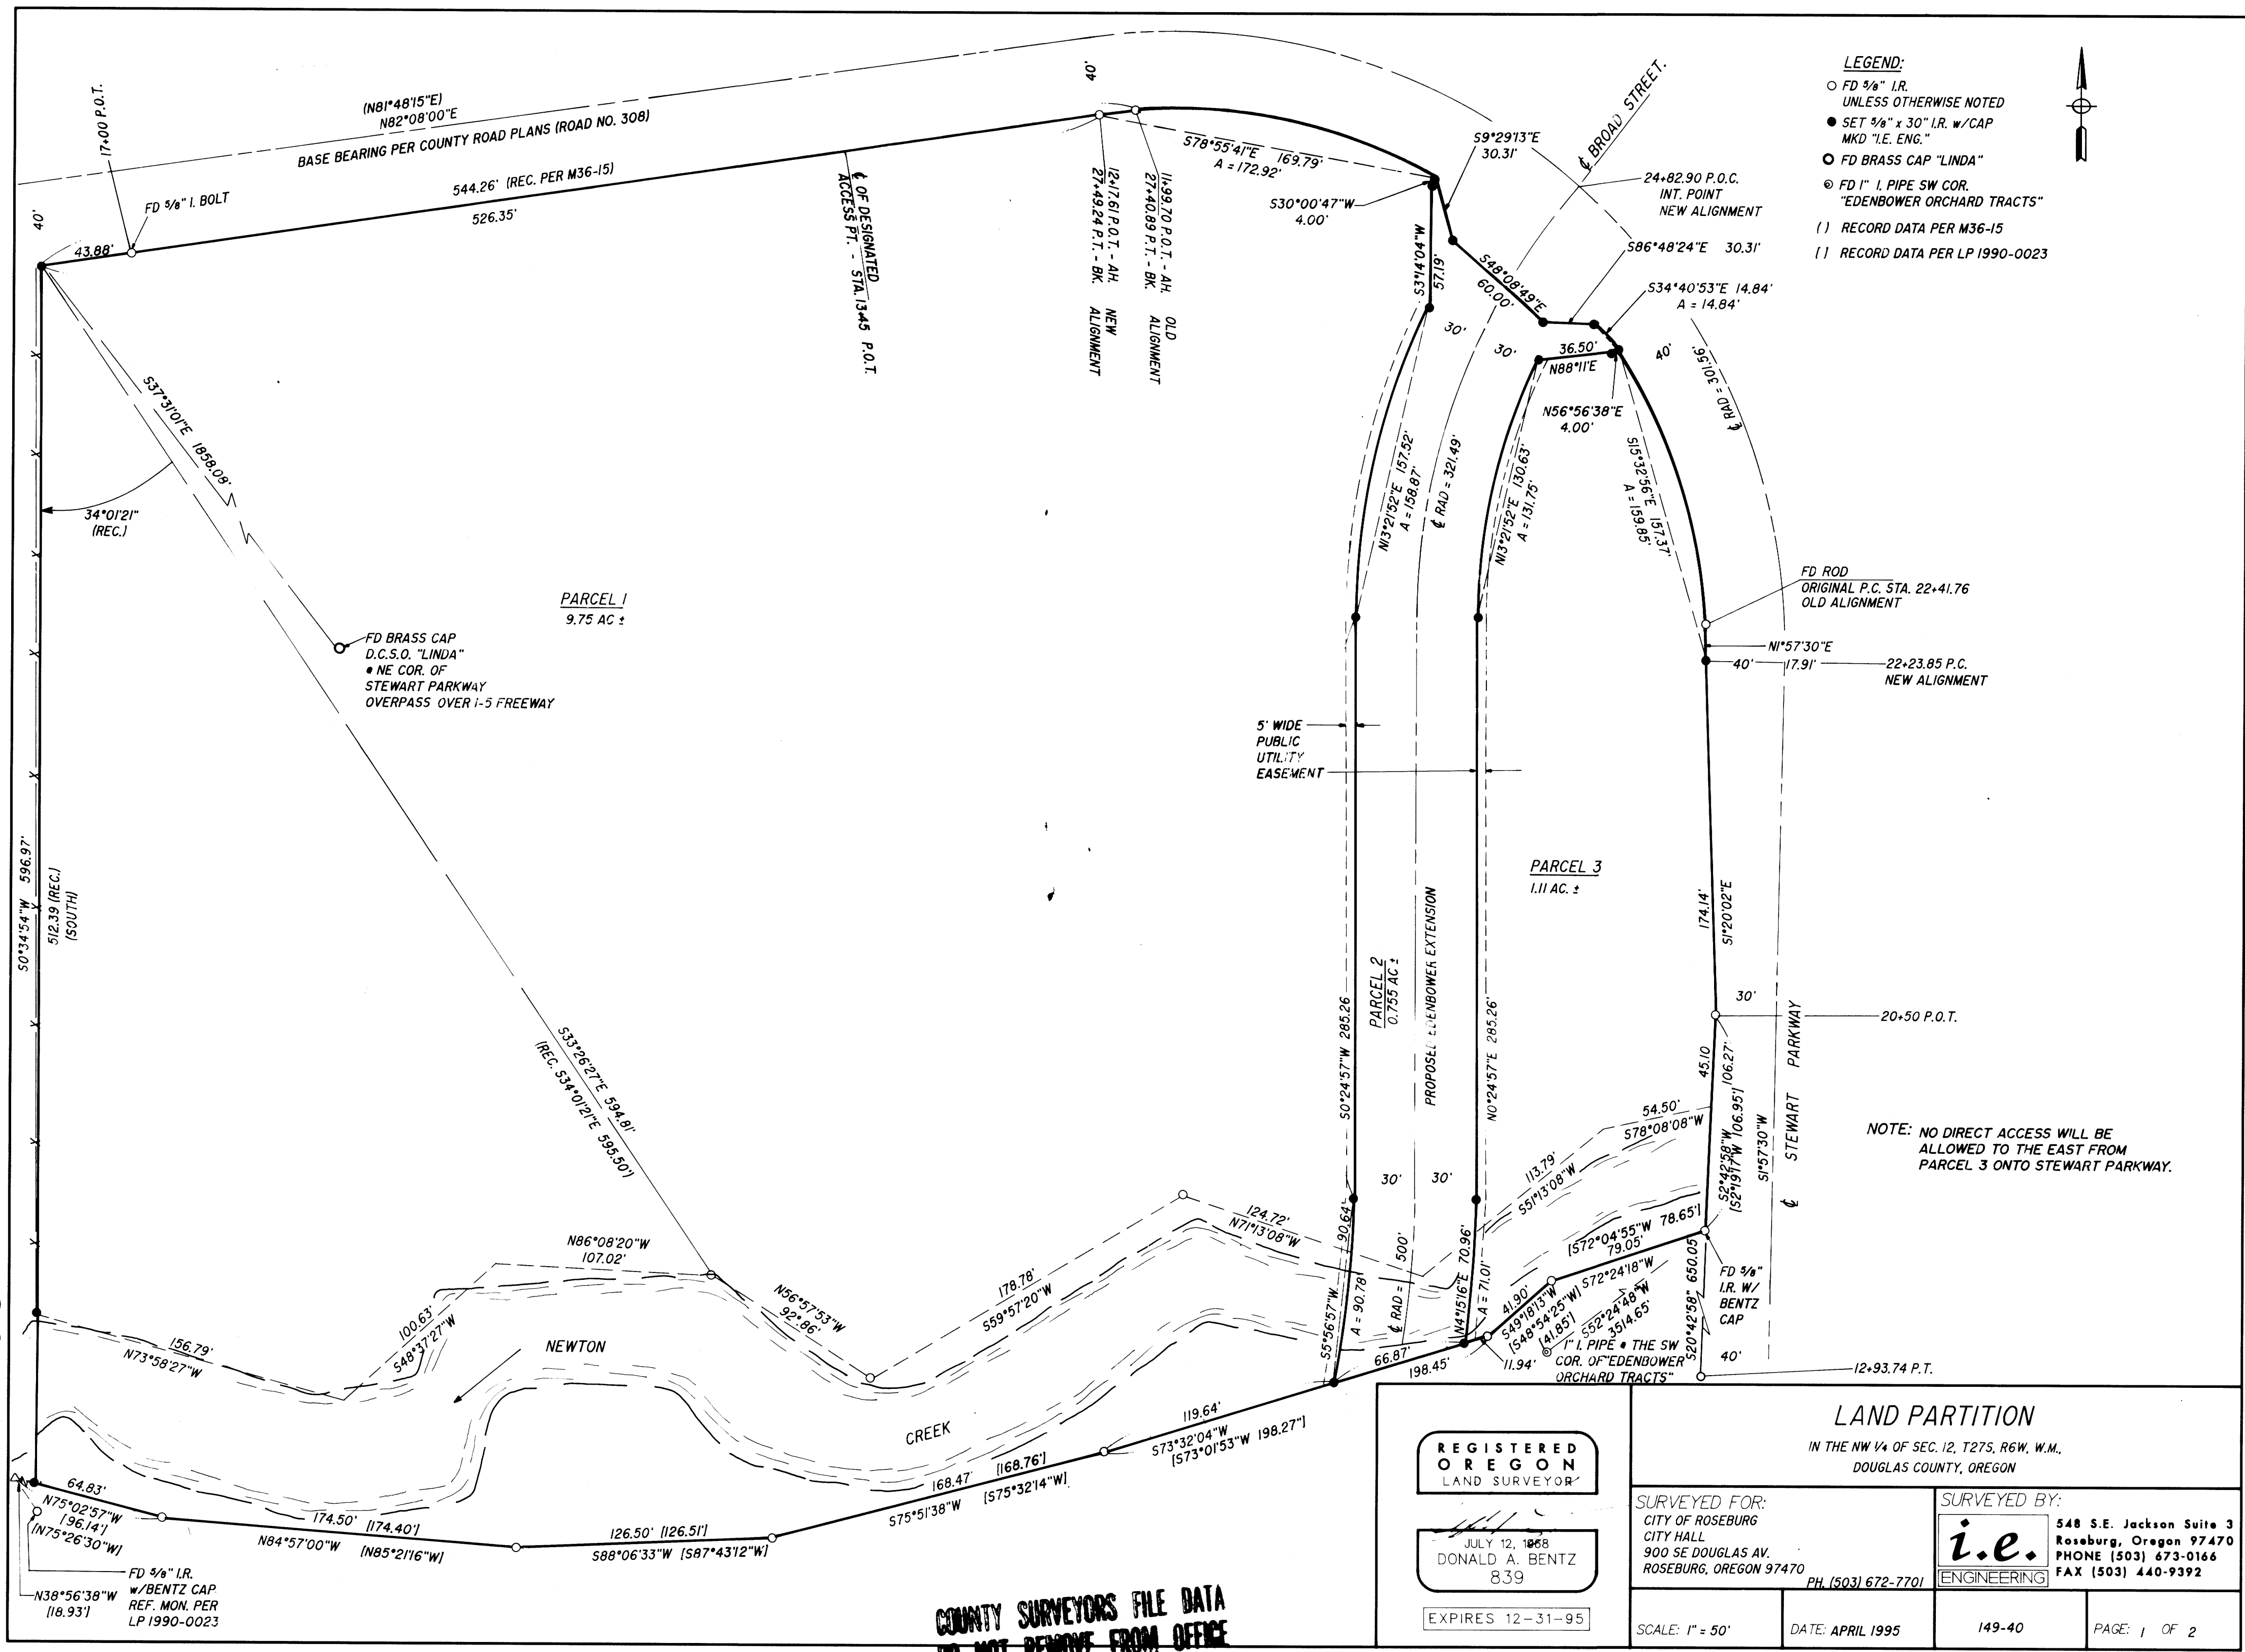 LEGEND:
○ FD 5/8" I.R.
UNLESS OTHERWISE NOTED
● SET 5/8" x 30" I.R. w/CAP
MKD "I.E. ENG."
○ FD BRASS CAP "LINDA"
◎ FD 1" I. PIPE SW COR.
"EDENBOWER ORCHARD TRACTS"
( ) RECORD DATA PER M36-15
[ ] RECORD DATA PER LP 1990-0023
17+00 P.O.T.
(N81°48'15"E)
N82°08'00"E
BASE BEARING PER COUNTY ROAD PLANS (ROAD NO. 308)
40'
40'
FD 5/8" I. BOLT
43.88'
544.26' (REC. PER M36-15)
526.35'
℄ OF DESIGNATED
ACCESS PT. - STA. 13+45 P.O.T.
12+17.61 P.O.T. - AH. NEW
27+49.24 P.T. - BK. ALIGNMENT
11+99.70 P.O.T. - AH. OLD
27+40.89 P.T. - BK. ALIGNMENT
S78°55'41"E 169.79'
A = 172.92'
S30°00'47"W
4.00'
S9°29'13"E
30.31'
℄ BROAD STREET.
24+82.90 P.O.C.
INT. POINT
NEW ALIGNMENT
S86°48'24"E 30.31'
S34°40'53"E 14.84'
A = 14.84'
S48°08'49"E
60.00'
S3°14'04"W
57.19'
30'
30'
36.50'
N88°11'E
40'
N56°56'38"E
4.00'
℄ RAD = 301.56'
N13°21'52"E 157.52'
A = 158.87'
℄ RAD = 321.49'
N13°21'52"E 130.63'
A = 131.75'
S15°32'56"E 157.37'
A = 159.85'
FD ROD
ORIGINAL P.C. STA. 22+41.76
OLD ALIGNMENT
N1°57'30"E
40' 17.91'
22+23.85 P.C.
NEW ALIGNMENT
S37°31'01"E 1858.08'
34°01'21"
(REC.)
PARCEL 1
9.75 AC ±
FD BRASS CAP
D.C.S.O. "LINDA"
NE COR. OF
STEWART PARKWAY
OVERPASS OVER I-5 FREEWAY
5' WIDE
PUBLIC
UTILITY
EASEMENT
PARCEL 3
1.11 AC. ±
PARCEL 2
0.755 AC ±
PROPOSED EDENBOWER EXTENSION
S0°34'54"W 596.97'
512.39 (REC.)
(SOUTH)
S0°24'57"W 285.26
N0°24'57"E 285.26'
174.14'
S1°20'02"E
30'
20+50 P.O.T.
45.10
106.27'
S2°42'58"W
[S2°19'17"W 106.95']
S1°57'30"W
℄ STEWART PARKWAY
NOTE: NO DIRECT ACCESS WILL BE
ALLOWED TO THE EAST FROM
PARCEL 3 ONTO STEWART PARKWAY.
S33°26'27"E 594.81'
(REC. S34°01'21"E 595.50')
54.50'
S78°08'08"W
113.79'
S51°13'08"W
30'
30'
124.72'
N71°13'08"W
N86°08'20"W
107.02'
178.78'
S59°57'20"W
N56°57'53"W
92.86'
100.63'
S48°37'27"W
156.79'
N73°58'27"W
NEWTON
CREEK
90.64'
S5°56'57"W
A = 90.78'
℄ RAD = 500'
N4°15'16"E 70.96'
A = 71.01'
[S72°04'55"W 78.65']
79.05'
S72°24'18"W
41.90'
S49°18'13"W
[S48°54'25"W]
[41.85']
S52°24'48"W
3514.65'
1" I. PIPE THE SW
COR. OF "EDENBOWER
ORCHARD TRACTS"
S20°42'58" 650.05'
FD 5/8"
I.R. W/
BENTZ
CAP
40'
12+93.74 P.T.
66.87'
198.45'
11.94'
119.64'
S73°32'04"W
[S73°01'53"W 198.27']
168.47' [168.76']
S75°51'38"W [S75°32'14"W]
126.50' [126.51']
S88°06'33"W [S87°43'12"W]
174.50' [174.40']
N84°57'00"W [N85°21'16"W]
64.83'
N75°02'57"W
[96.14']
[N75°26'30"W]
FD 5/8" I.R.
w/BENTZ CAP
REF. MON. PER
LP 1990-0023
N38°56'38"W
[18.93']
COUNTY SURVEYORS FILE DATA
DO NOT REMOVE FROM OFFICE
REGISTERED
OREGON
LAND SURVEYOR
JULY 12, 1968
DONALD A. BENTZ
839
EXPIRES 12-31-95
LAND PARTITION
IN THE NW 1/4 OF SEC. 12, T27S, R6W, W.M.,
DOUGLAS COUNTY, OREGON
SURVEYED FOR:
CITY OF ROSEBURG
CITY HALL
900 SE DOUGLAS AV.
ROSEBURG, OREGON 97470
PH. (503) 672-7701
SURVEYED BY:
i.e.
ENGINEERING
548 S.E. Jackson Suite 3
Roseburg, Oregon 97470
PHONE (503) 673-0166
FAX (503) 440-9392
SCALE: 1" = 50'
DATE: APRIL 1995
149-40
PAGE: 1 OF 2